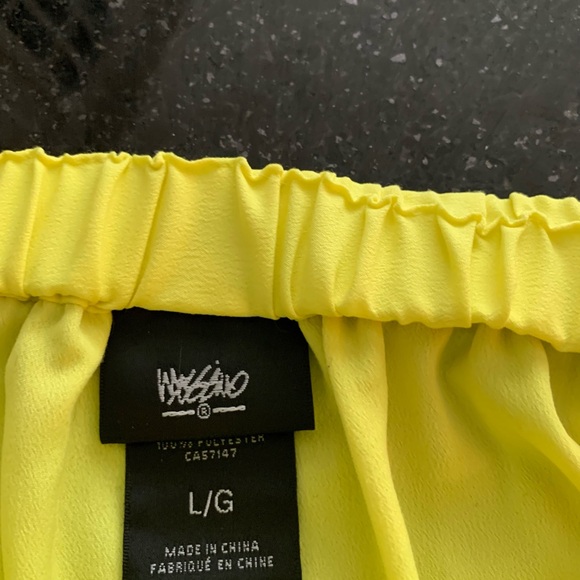 Mossimo
®
100% POLYESTER
CA57147
L/G
MADE IN CHINA
FABRIQUÉ EN CHINE